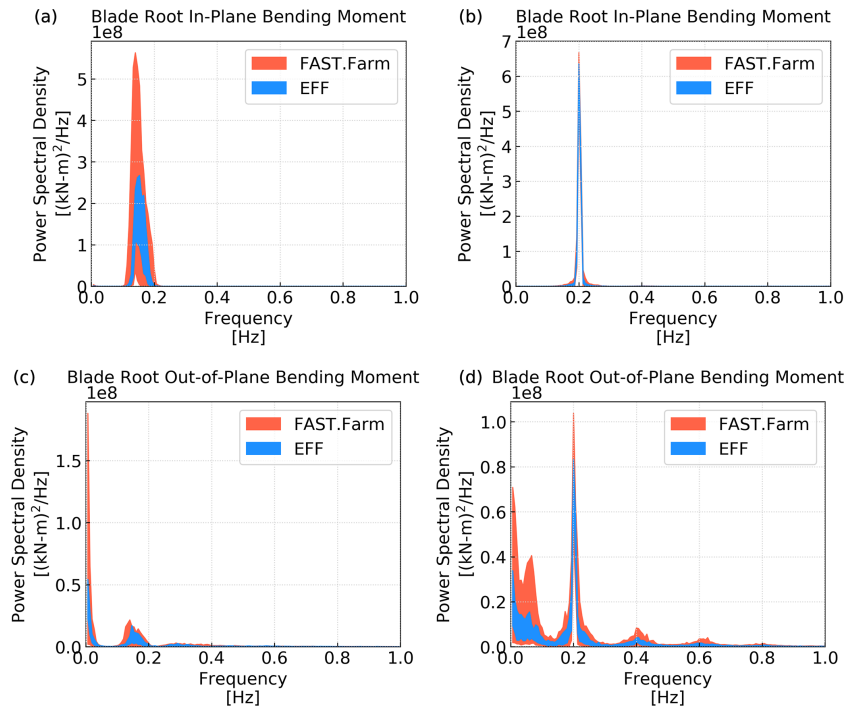 (a) Blade Root In-Plane Bending Moment
1e8
FAST.Farm
EFF
5
4
3
2
1
0
0.0 0.2 0.4 0.6 0.8 1.0
Power Spectral Density
[(kN-m)²/Hz]
Frequency
[Hz]
(b) Blade Root In-Plane Bending Moment
1e8
FAST.Farm
EFF
7
6
5
4
3
2
1
0
0.0 0.2 0.4 0.6 0.8 1.0
Power Spectral Density
[(kN-m)²/Hz]
Frequency
[Hz]
(c) Blade Root Out-of-Plane Bending Moment
1e8
FAST.Farm
EFF
1.5
1.0
0.5
0.0
0.0 0.2 0.4 0.6 0.8 1.0
Power Spectral Density
[(kN-m)²/Hz]
Frequency
[Hz]
(d) Blade Root Out-of-Plane Bending Moment
1e8
FAST.Farm
EFF
1.0
0.8
0.6
0.4
0.2
0.0
0.0 0.2 0.4 0.6 0.8 1.0
Power Spectral Density
[(kN-m)²/Hz]
Frequency
[Hz]